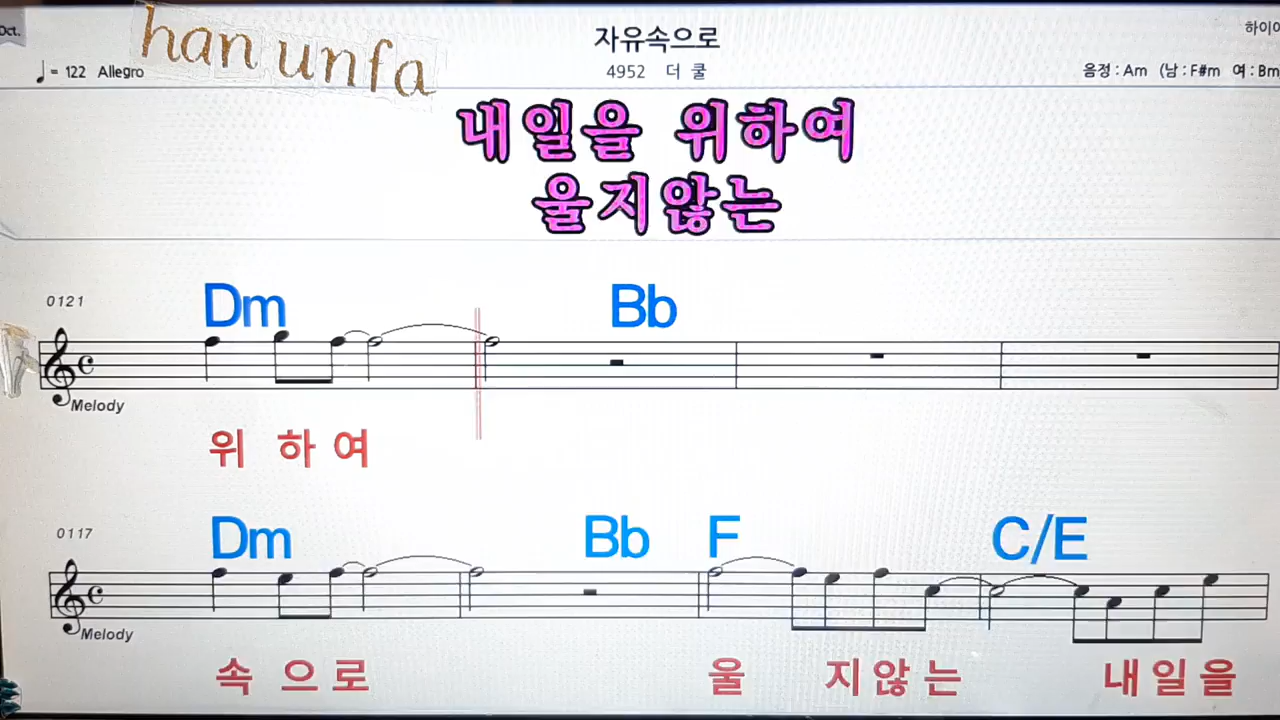 Oct.
han unfa
자유속으로
하이
♩ = 122 Allegro
4952 더 쿨
음정 : Am (남 : F#m 여 : Bm
내일을 위하여
울지않는
0121
Dm Bb
Melody
위 하 여
0117
Dm Bb F C/E
Melody
속 으 로 울 지 않 는 내 일 을